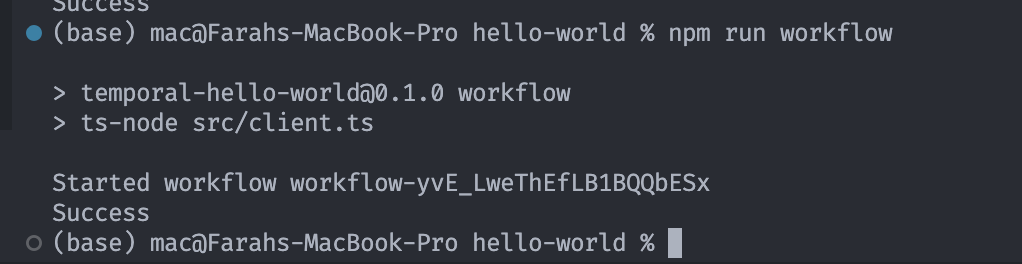 Success
(base) mac@Farahs-MacBook-Pro hello-world % npm run workflow
> temporal-hello-world@0.1.0 workflow
> ts-node src/client.ts
Started workflow workflow-yvE_LweThEfLB1BQQbESx
Success
(base) mac@Farahs-MacBook-Pro hello-world %